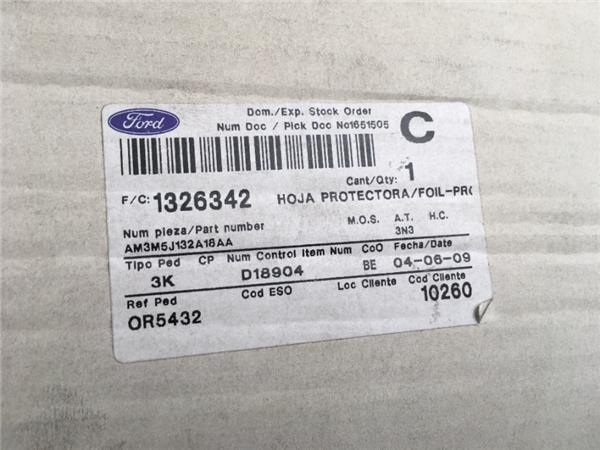 Ford
Dom./Exp. Stock Order
Num Doc / Pick Doc No1651505
C
Cant/Qty: 1
F/C: 1326342 HOJA PROTECTORA/FOIL-PRO
Num pieza/Part number M.O.S. A.T. H.C.
AM3M5J132A18AA 3N3
Tipo Ped CP Num Control Item Num CoO Fecha/Date
3K D18904 BE 04-06-09
Ref Ped Cod ESO Loc Cliente Cod Cliente
OR5432 10260